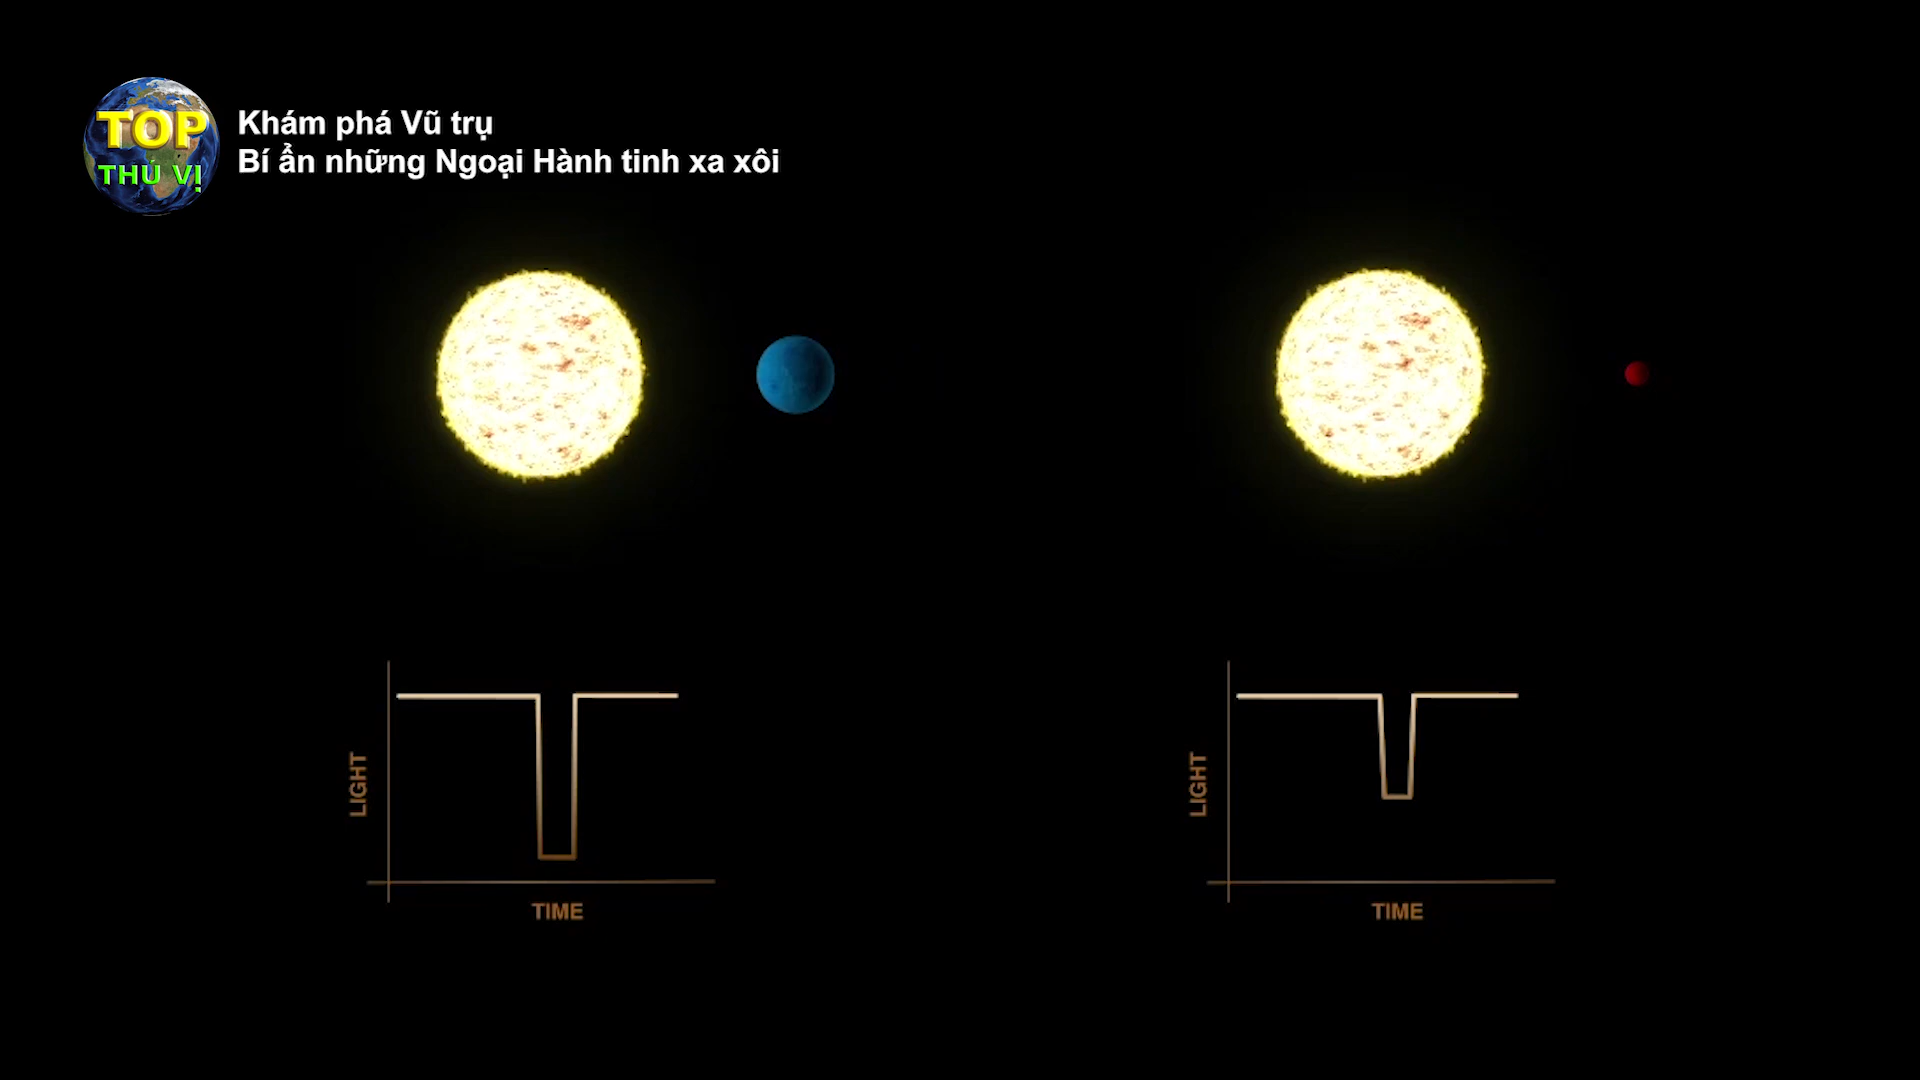 TOP
THÚ VỊ
Khám phá Vũ trụ
Bí ẩn những Ngoại Hành tinh xa xôi
LIGHT
TIME
LIGHT
TIME